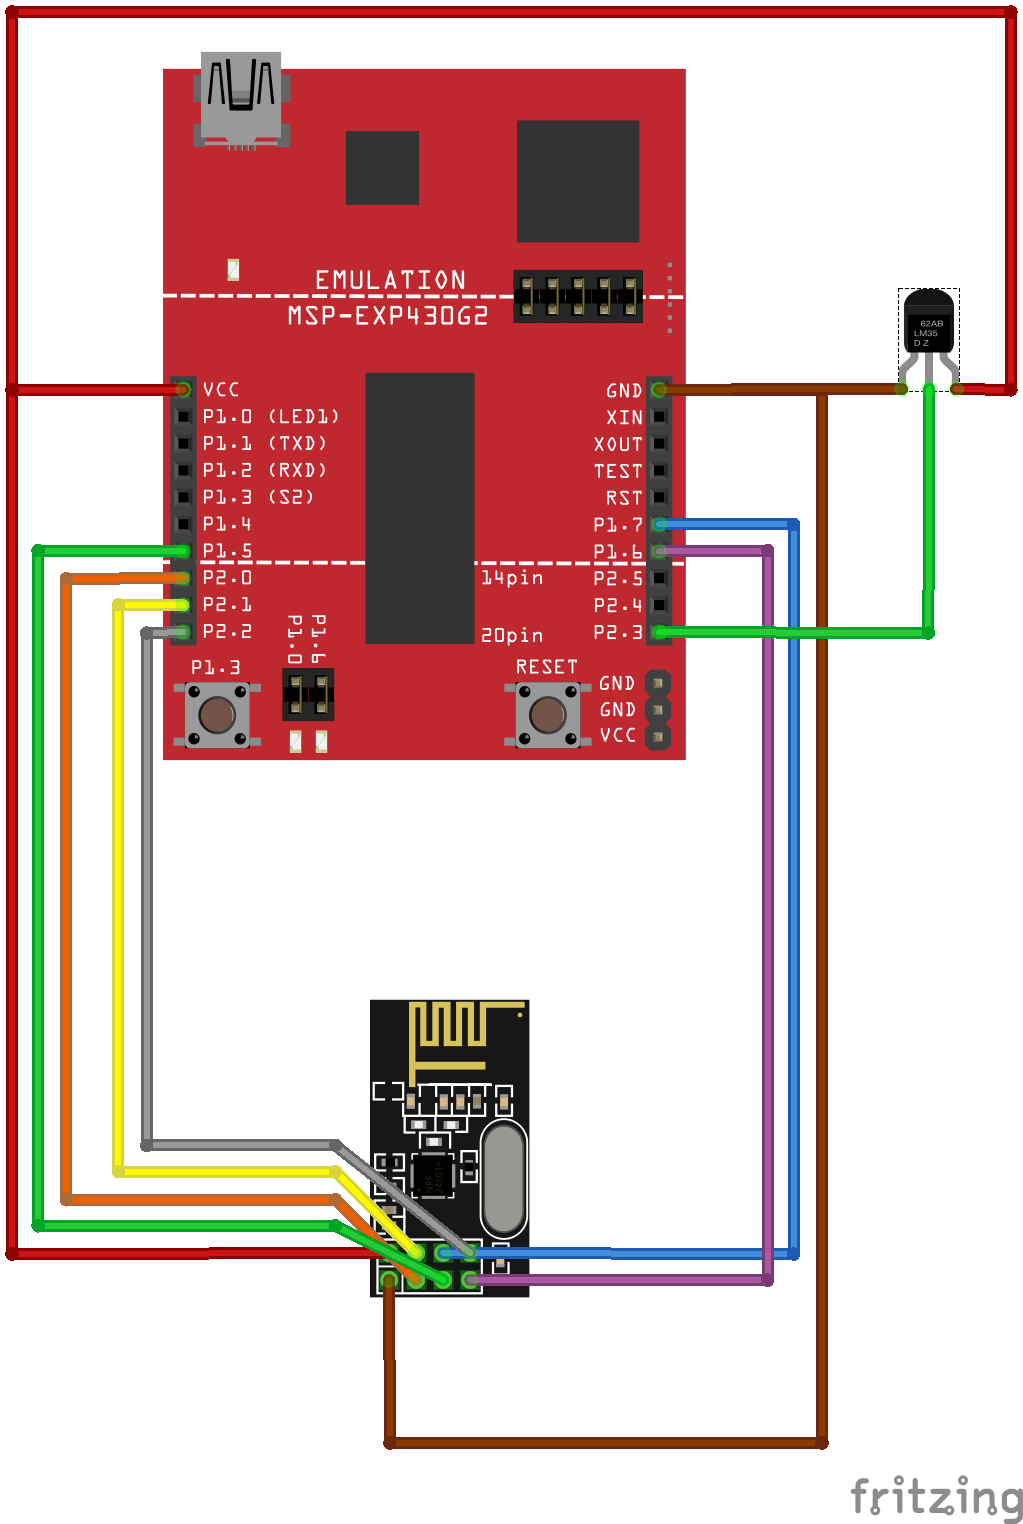 EMULATION
MSP-EXP430G2
62AB
LM35
D Z
VCC
P1.0 (LED1)
P1.1 (TXD)
P1.2 (RXD)
P1.3 (S2)
P1.4
P1.5
P2.0
P2.1
P2.2
GND
XIN
XOUT
TEST
RST
P1.7
P1.6
P2.5
P2.4
P2.3
14pin
20pin
P1.3
P1.0
P1.6
RESET
GND
GND
VCC
NRF
24L01+
fritzing